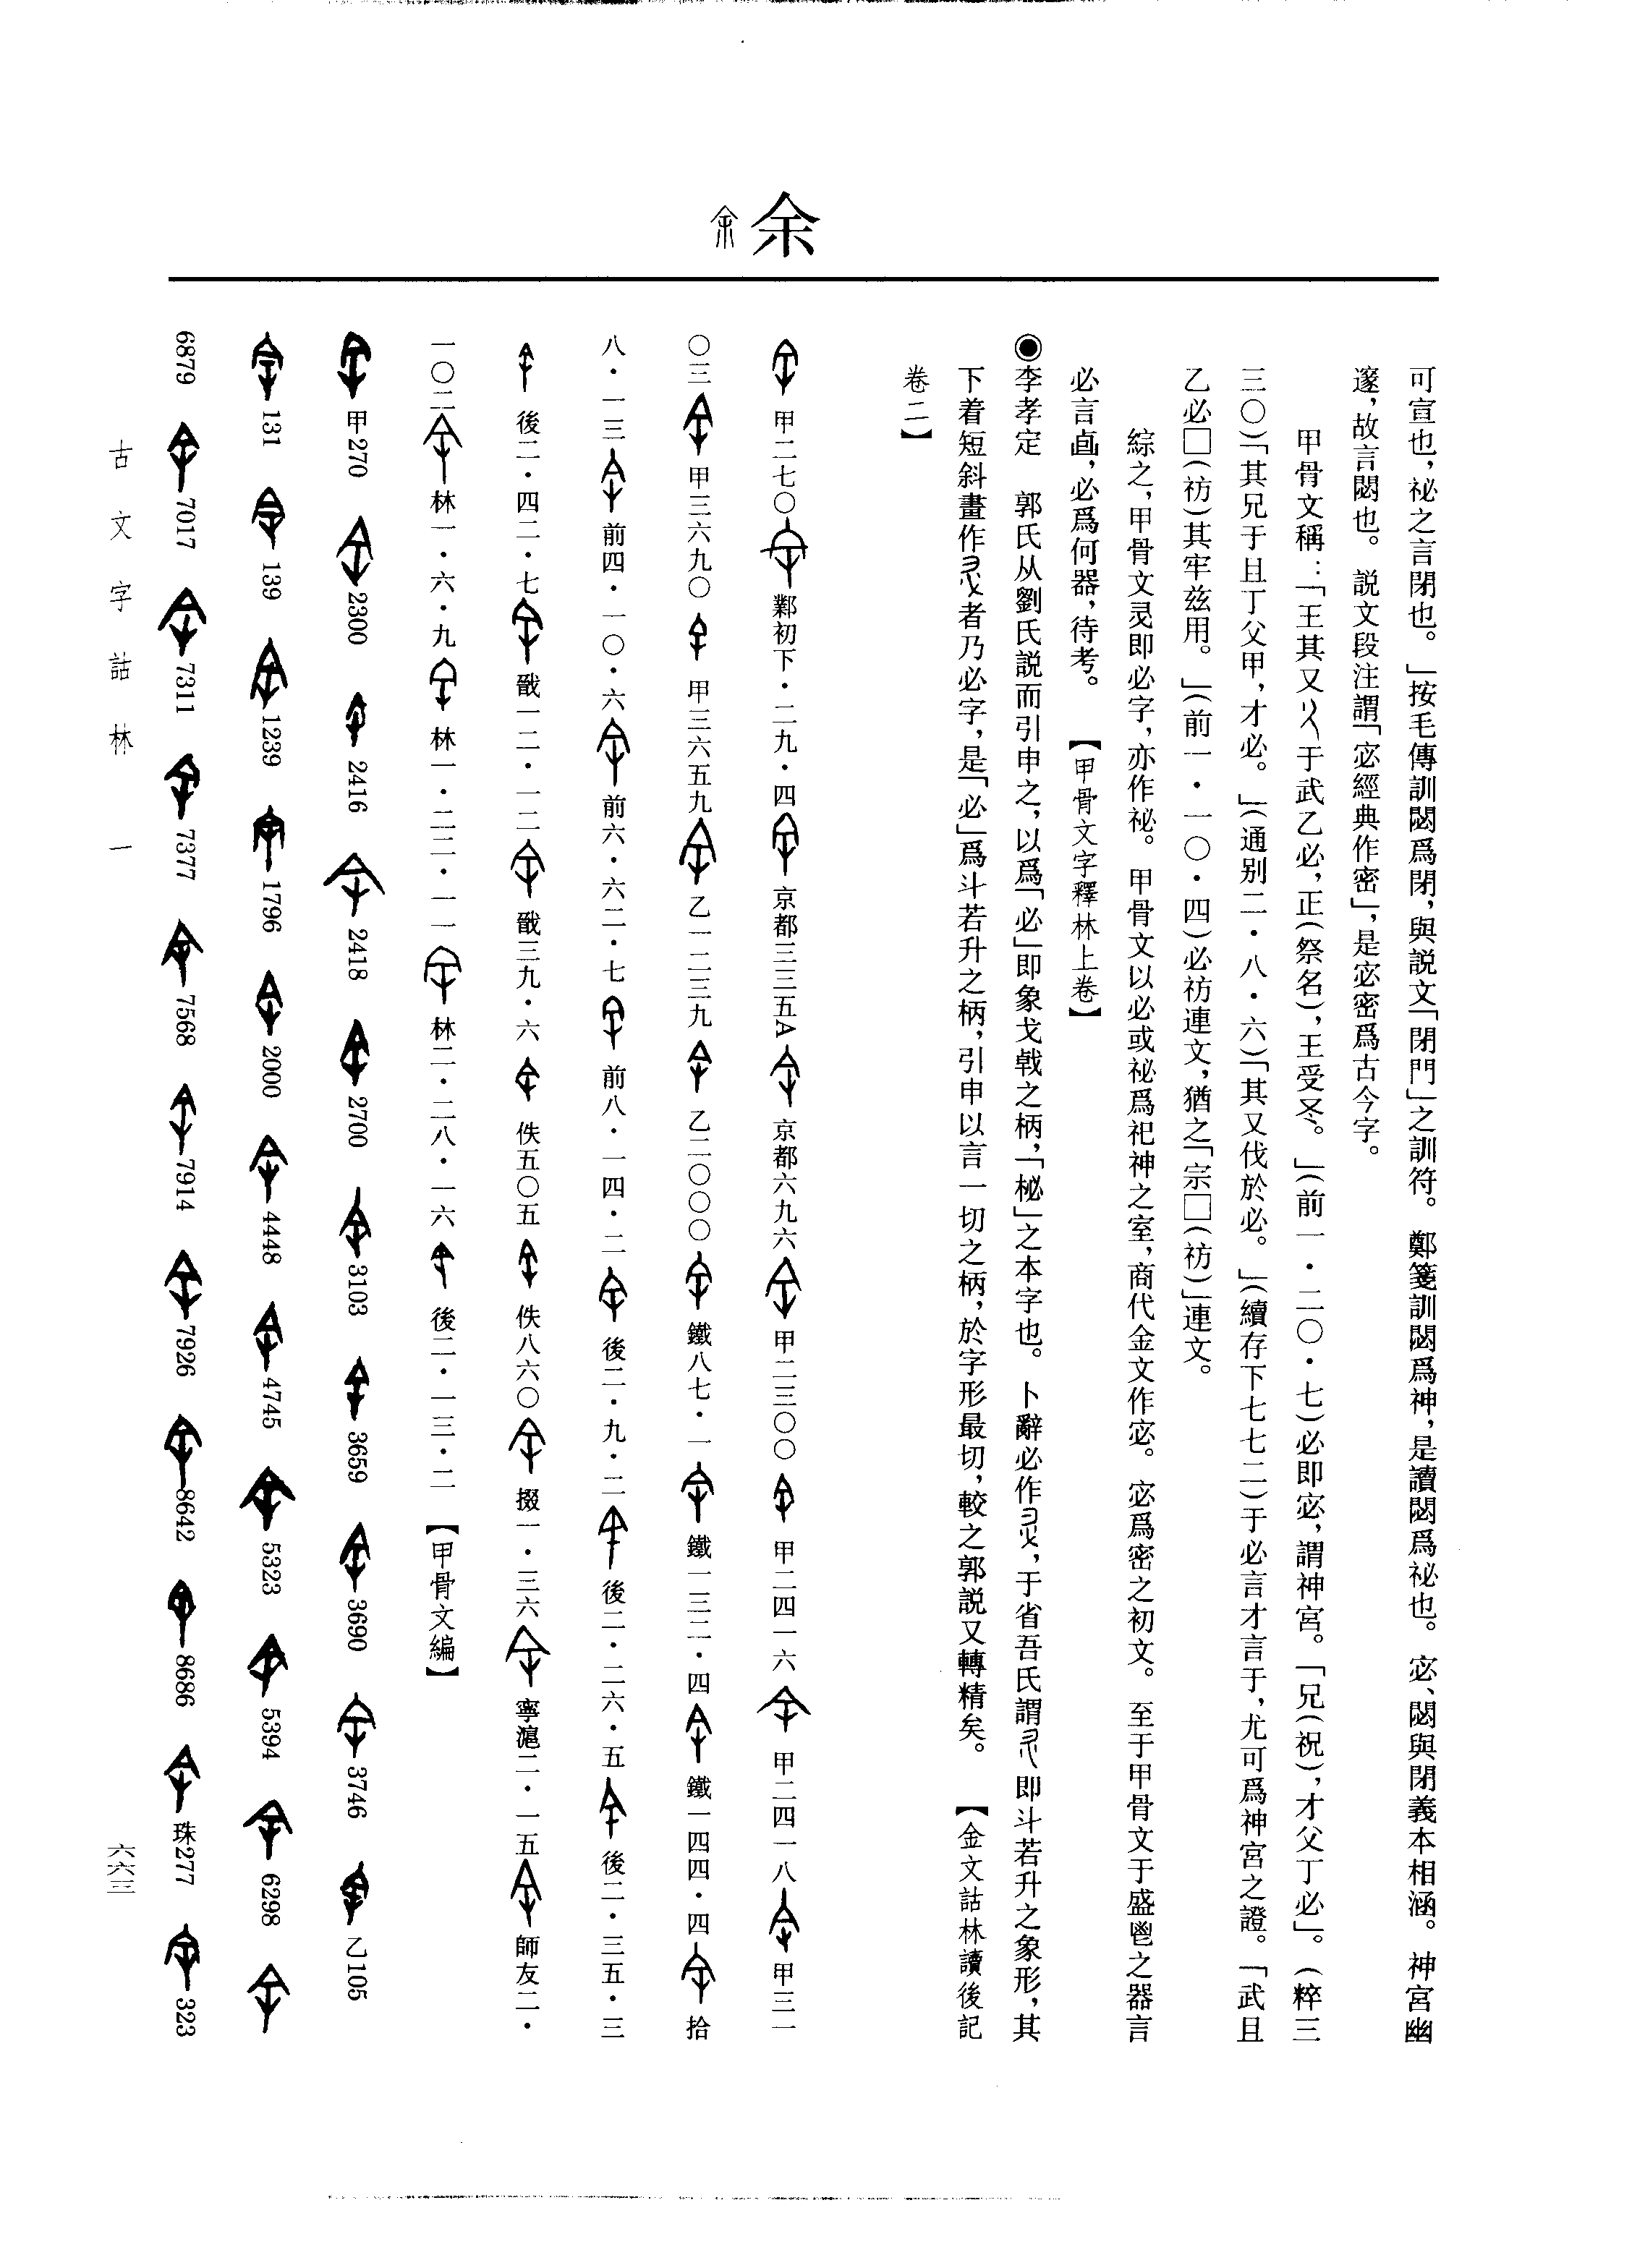 余
可宣也，祕之言閉也。」按毛傳訓閟爲閉，與説文「閉門」之訓符。鄭箋訓閟爲神，是讀閟爲祕也。宓、閟與閉義本相涵。神宮幽
邃，故言閟也。説文段注謂「宓經典作密」，是宓密爲古今字。
甲骨文稱：「王其又于武乙必，正（祭名），王受又。」（前一・二〇・七）必即宓，謂神宮。「兄（祝），才父丁必」。（粹三
三〇）「其兄于且丁父甲，才必。」（通别二・八・六）「其又伐於必。」（續存下七七二）于必言才言于，尤可爲神宮之證。「武且
乙必□（祊）其牢兹用。」（前一・一〇・四）必祊連文，猶之「宗□（祊）」連文。
綜之，甲骨文即必字，亦作祕。甲骨文以必或祕爲祀神之室，商代金文作宓。宓爲密之初文。至于甲骨文于盛鬯之器言
必言卣，必爲何器，待考。【甲骨文字釋林上卷】
◉李孝定　郭氏从劉氏説而引申之，以爲「必」即象戈戟之柄，「柲」之本字也。卜辭必作，于省吾氏謂即斗若升之象形，其
下着短斜畫作者乃必字，是「必」爲斗若升之柄，引申以言一切之柄，於字形最切，較之郭説又轉精矣。【金文詁林讀後記
卷二】
甲二七〇　鄴初下・二九・四　京都三三五A　京都六九六　甲二三〇〇　甲二四一六　甲二四一八　甲三一
〇三　甲三六九〇　甲三六五九　乙一二三九　乙二〇〇〇　鐵八七・一　鐵一三二・四　鐵一四四・四　拾
八・一三　前四・一〇・六　前六・六二・七　前八・一四・二　後二・九・二　後二・二六・五　後二・三五・三
後二・四二・七　戩一二・一二　戩三九・六　佚五〇五　佚八六〇　掇一・三六　寧滬二・一五　師友二・
一〇二　林一・六・九　林一・二二・一一　林二・二八・一六　後二・一三・二　【甲骨文編】
甲270　2300　2416　2418　2700　3103　3659　3690　3746　乙105
131　139　1239　1796　2000　4448　4745　5323　5394　6298
6879　7017　7311　7377　7568　7914　7926　8642　8686　珠277　323
古文字詁林　一
六六三